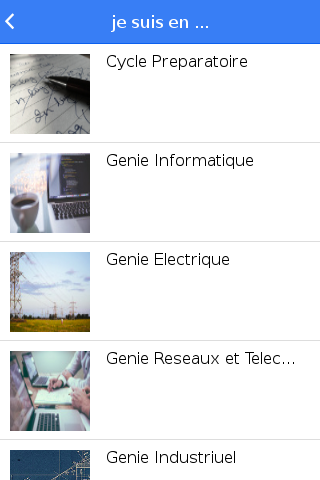 je suis en ...
Cycle Preparatoire
Genie Informatique
Genie Electrique
Genie Reseaux et Telec...
Genie Industriuel